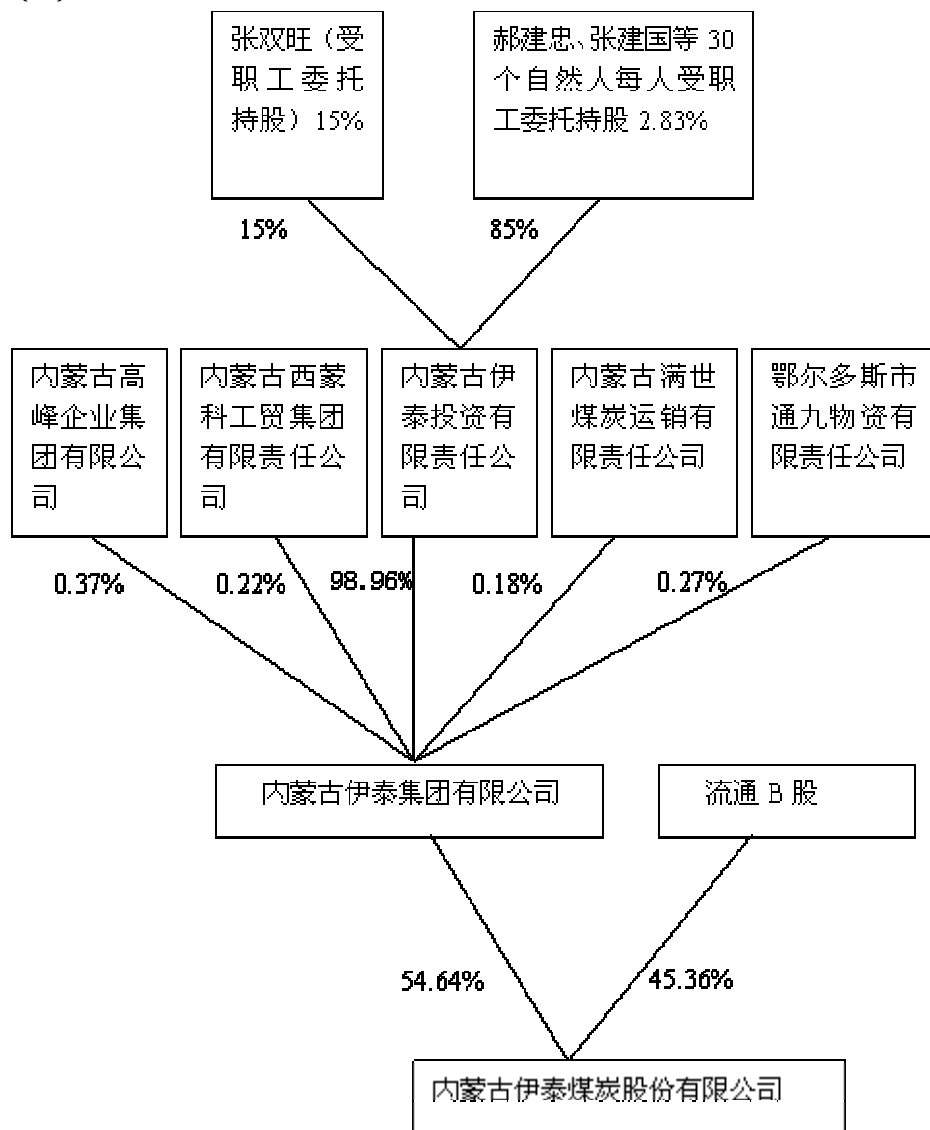 张双旺（受
职工委托
持股）15%
郝建忠、张建国等 30
个自然人每人受职
工委托持股 2.83%
15%
85%
内蒙古高
峰企业集
团有限公
司
内蒙古西蒙
科工贸集团
有限责任公
司
内蒙古伊
泰投资有
限责任公
司
内蒙古满世
煤炭运销有
限责任公司
鄂尔多斯市
通九物资有
限责任公司
0.37%
0.22%
98.96%
0.18%
0.27%
内蒙古伊泰集团有限公司
流通 B 股
54.64%
45.36%
内蒙古伊泰煤炭股份有限公司